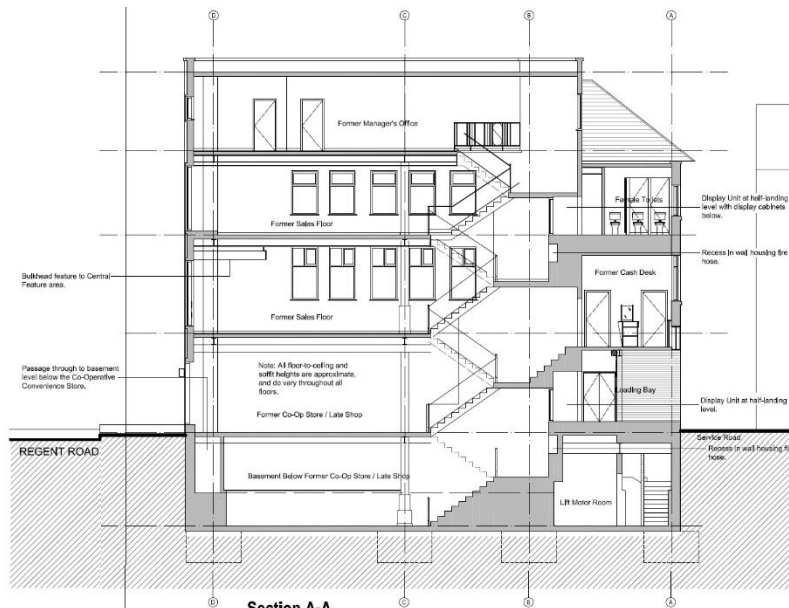 D
C
B
A
Former Manager's Office
Female Toilets
Display Unit at half-landing
level with display cabinets
below.
Former Sales Floor
Recess in wall housing fire
hose.
Former Cash Desk
Bulkhead feature to Central
Feature area.
Former Sales Floor
Passage through to basement
level below the Co-Operative
Convenience Store.
Note: All floor-to-ceiling and
soffit heights are approximate,
and do vary throughout all
floors.
Loading Bay
Display Unit at half-landing
level.
Former Co-Op Store / Late Shop
Service Road
REGENT ROAD
Recess in wall housing fi
hose.
Basement Below Former Co-Op Store / Late Shop
Lift Motor Room
D
C
B
A
Section A-A